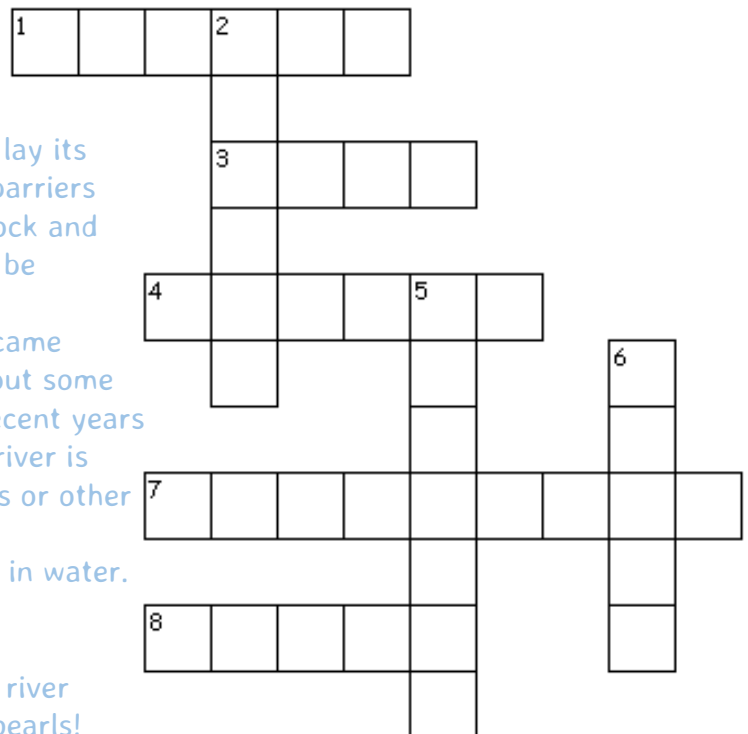 1
2
lay its
3
barriers
ock and
be
4
5
came
6
out some
ecent years
river is
7
s or other
in water.
8
river
pearls!